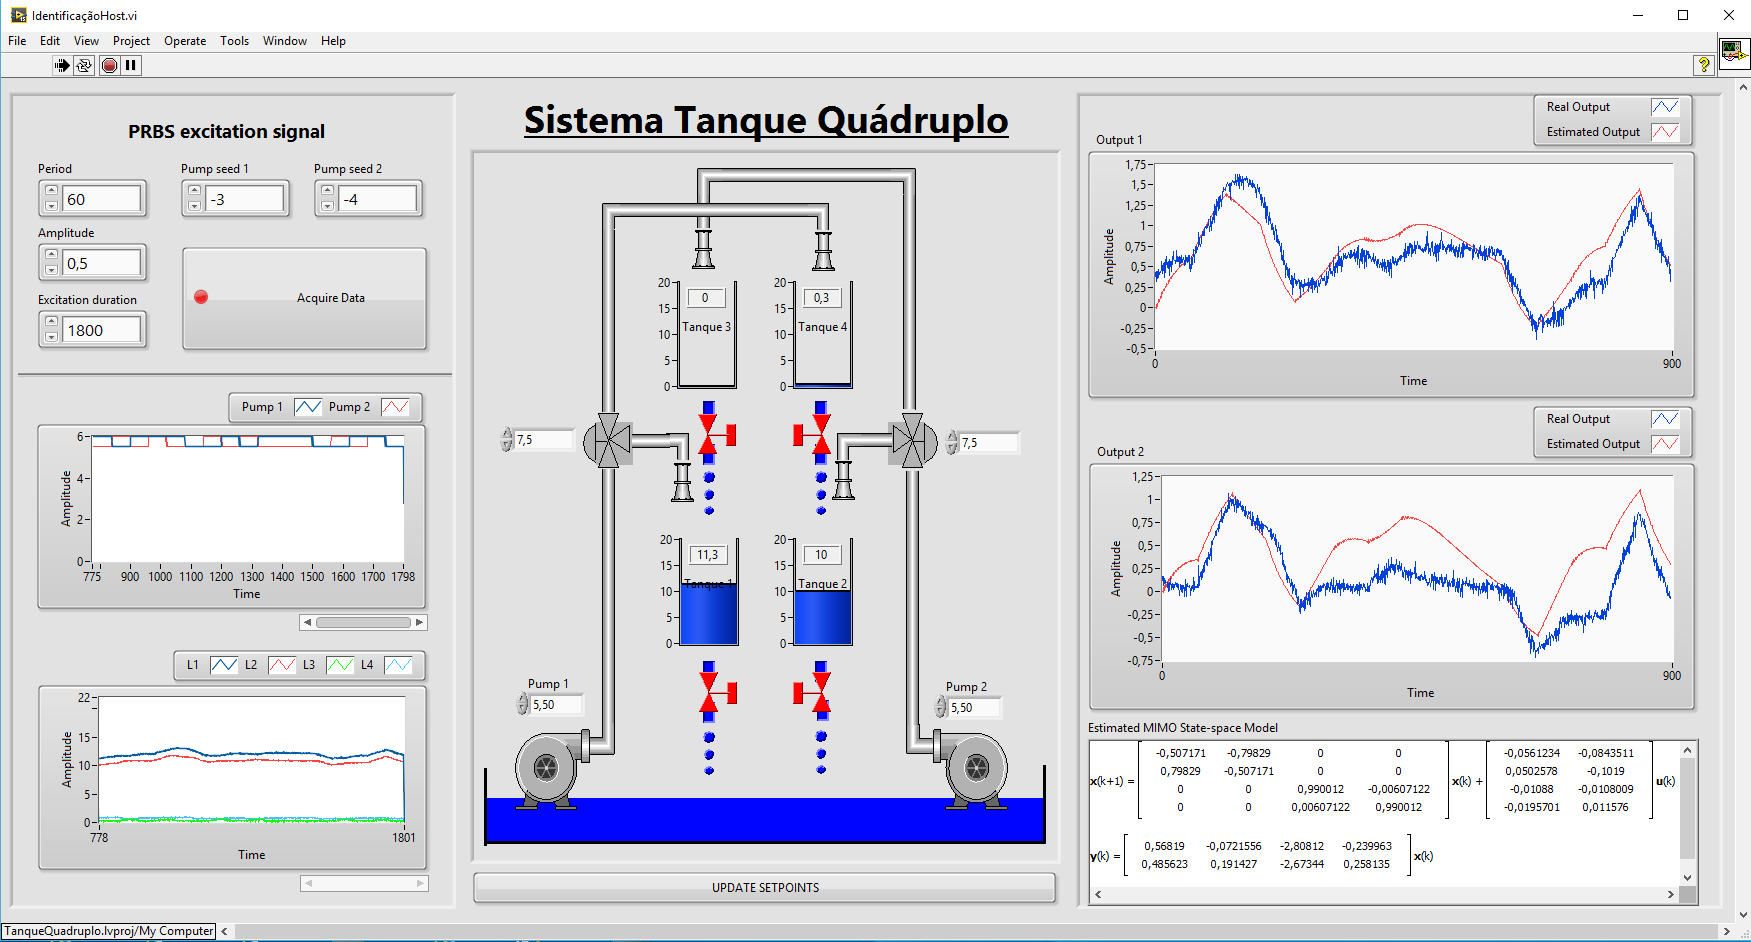 IdentificaçãoHost.vi
File Edit View Project Operate Tools Window Help
PRBS excitation signal
Period
60
Pump seed 1
-3
Pump seed 2
-4
Amplitude
0,5
Excitation duration
1800
Acquire Data
Pump 1 Pump 2
6
4
2
0
Amplitude
775 900 1000 1100 1200 1300 1400 1500 1600 1700 1798
Time
L1 L2 L3 L4
22
15
10
5
0
Amplitude
778 1801
Time
Sistema Tanque Quádruplo
20
15
10
5
0
0
Tanque 3
20
15
10
5
0
0,3
Tanque 4
7,5
7,5
20
15
10
5
0
11,3
Tanque 1
20
15
10
5
0
10
Tanque 2
Pump 1
5,50
Pump 2
5,50
UPDATE SETPOINTS
Real Output
Estimated Output
Output 1
1,75
1,5
1,25
1
0,75
0,5
0,25
0
-0,25
-0,5
Amplitude
0 900
Time
Real Output
Estimated Output
Output 2
1,25
1
0,75
0,5
0,25
0
-0,25
-0,5
-0,75
Amplitude
0 900
Time
Estimated MIMO State-space Model
-0,507171 -0,79829 0 0 -0,0561234 -0,0843511
0,79829 -0,507171 0 0 0,0502578 -0,1019
x(k+1) = x(k) + u(k)
0 0 0,990012 -0,00607122 -0,01088 -0,0108009
0 0 0,00607122 0,990012 -0,0195701 0,011576
0,56819 -0,0721556 -2,80812 -0,239963
y(k) = x(k)
0,485623 0,191427 -2,67344 0,258135
TanqueQuadruplo.lvproj/My Computer